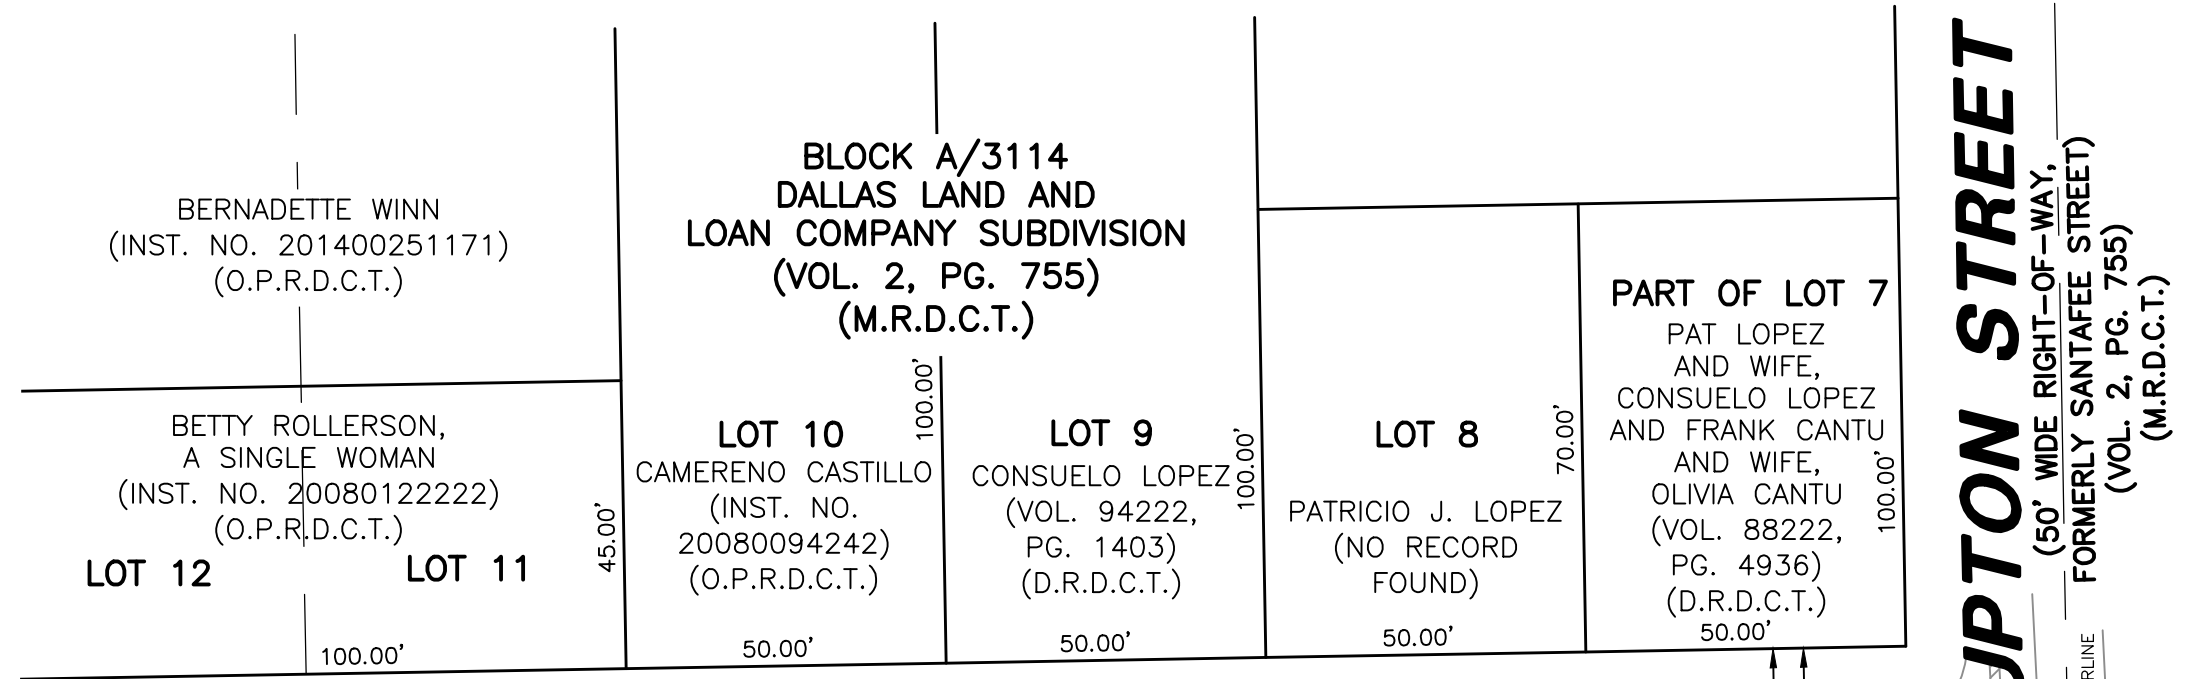 BERNADETTE WINN
(INST. NO. 201400251171)
(O.P.R.D.C.T.)
BETTY ROLLERSON,
A SINGLE WOMAN
(INST. NO. 20080122222)
(O.P.R.D.C.T.)
LOT 12
LOT 11
100.00'
45.00'
BLOCK A/3114
DALLAS LAND AND
LOAN COMPANY SUBDIVISION
(VOL. 2, PG. 755)
(M.R.D.C.T.)
LOT 10
CAMERENO CASTILLO
(INST. NO.
20080094242)
(O.P.R.D.C.T.)
50.00'
100.00'
LOT 9
CONSUELO LOPEZ
(VOL. 94222,
PG. 1403)
(D.R.D.C.T.)
50.00'
100.00'
LOT 8
PATRICIO J. LOPEZ
(NO RECORD
FOUND)
50.00'
70.00'
PART OF LOT 7
PAT LOPEZ
AND WIFE,
CONSUELO LOPEZ
AND FRANK CANTU
AND WIFE,
OLIVIA CANTU
(VOL. 88222,
PG. 4936)
(D.R.D.C.T.)
50.00'
100.00'
UPTON STREET
(50' WIDE RIGHT-OF-WAY,
FORMERLY SANTAFEE STREET)
(VOL. 2, PG. 755)
(M.R.D.C.T.)
RLINE